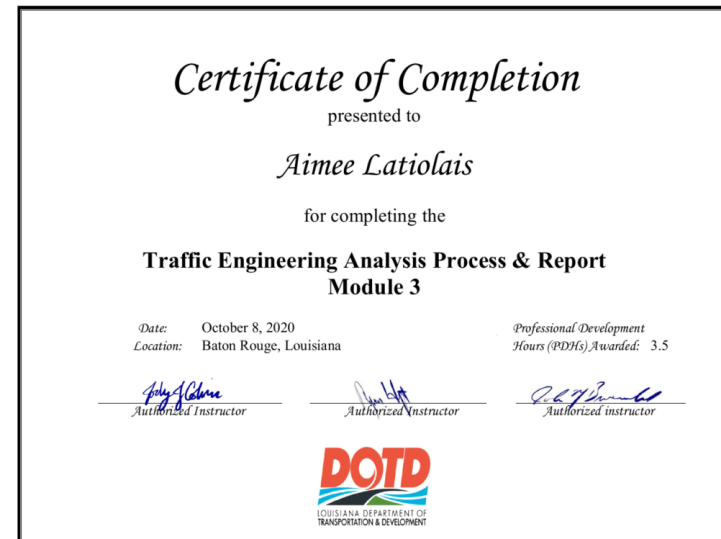 Certificate of Completion
presented to
Aimee Latiolais
for completing the
Traffic Engineering Analysis Process & Report
Module 3
Date: October 8, 2020
Location: Baton Rouge, Louisiana
Professional Development
Hours (PDHs) Awarded: 3.5
Authorized Instructor
Authorized Instructor
Authorized instructor
DOTD
LOUISIANA DEPARTMENT OF
TRANSPORTATION & DEVELOPMENT